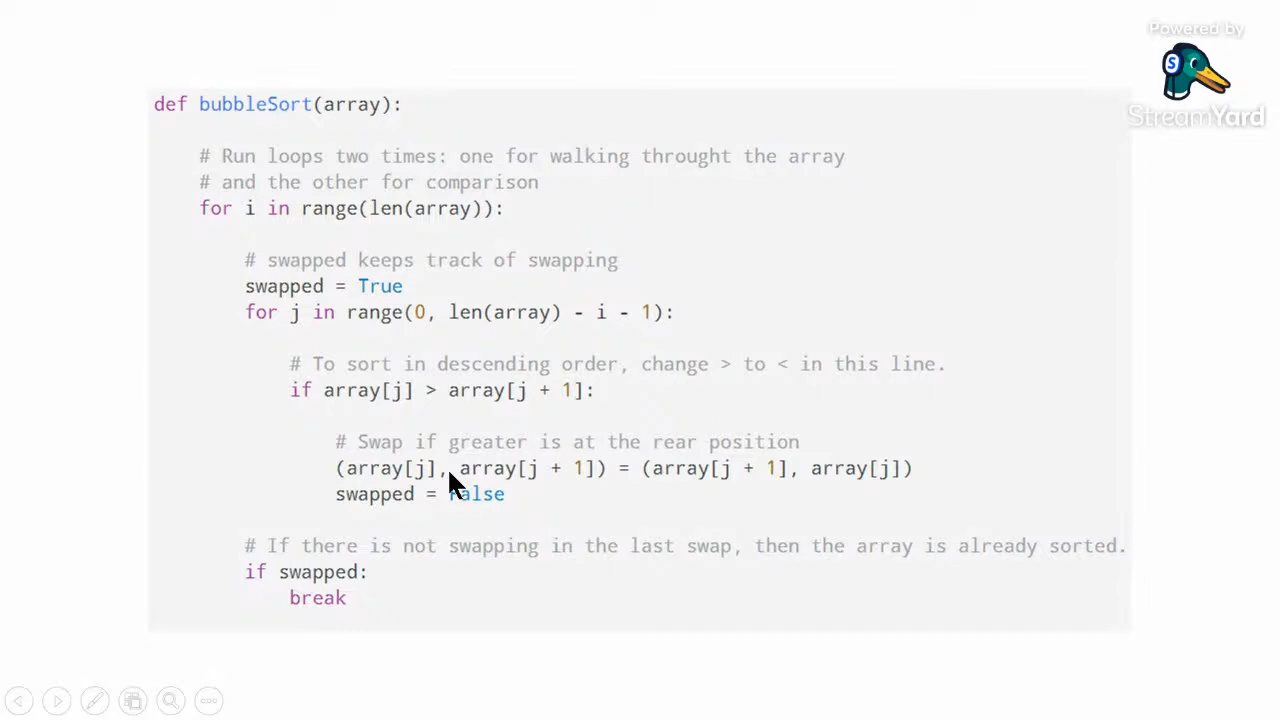 Powered by
StreamYard
def bubbleSort(array):
# Run loops two times: one for walking throught the array
# and the other for comparison
for i in range(len(array)):
# swapped keeps track of swapping
swapped = True
for j in range(0, len(array) - i - 1):
# To sort in descending order, change > to < in this line.
if array[j] > array[j + 1]:
# Swap if greater is at the rear position
(array[j], array[j + 1]) = (array[j + 1], array[j])
swapped = False
# If there is not swapping in the last swap, then the array is already sorted.
if swapped:
break